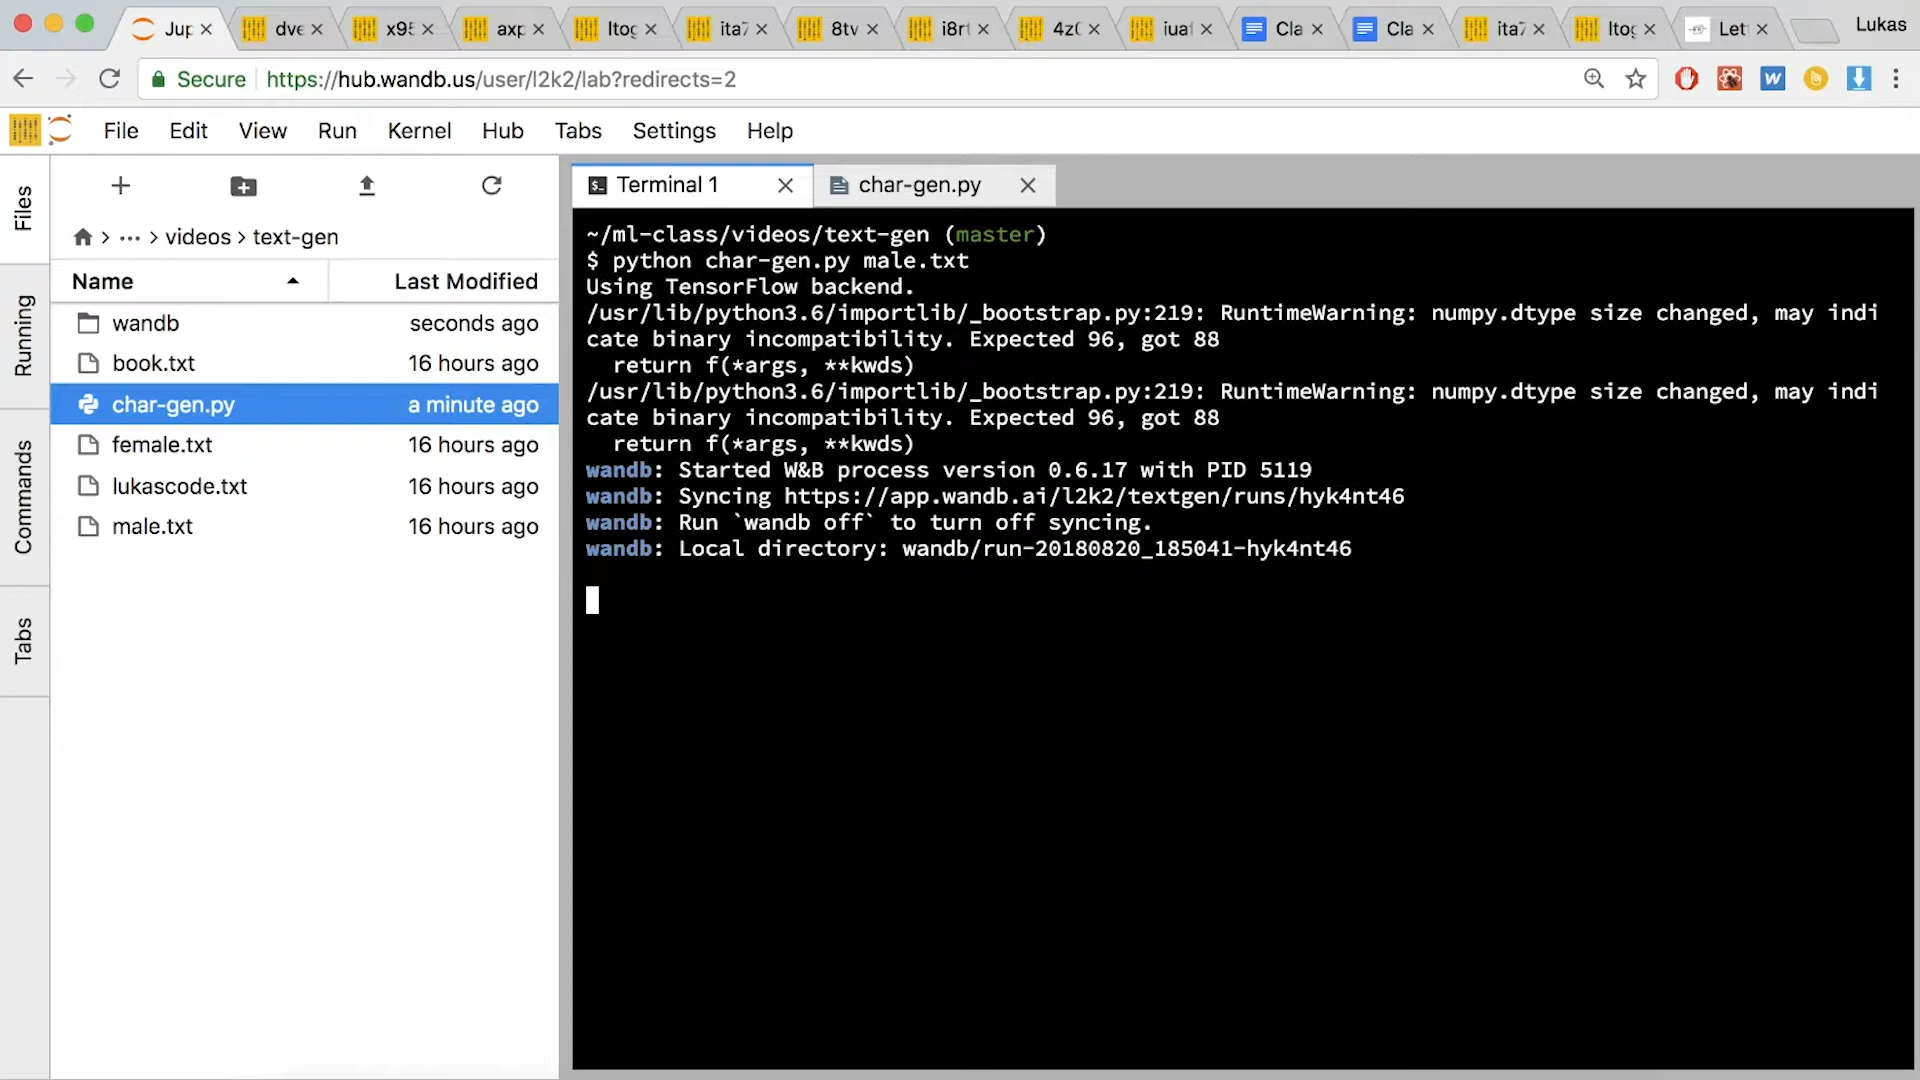 Jup
dve
x95
axp
ltog
ita7
8tv
i8rt
4z0
iuaf
Cla
Cla
ita7
ltog
Let
Lukas
Secure
https://hub.wandb.us/user/l2k2/lab?redirects=2
File Edit View Run Kernel Hub Tabs Settings Help
Files
Running
Commands
Tabs
... > videos > text-gen
Name Last Modified
wandb seconds ago
book.txt 16 hours ago
char-gen.py a minute ago
female.txt 16 hours ago
lukascode.txt 16 hours ago
male.txt 16 hours ago
Terminal 1
char-gen.py
~/ml-class/videos/text-gen (master)
$ python char-gen.py male.txt
Using TensorFlow backend.
/usr/lib/python3.6/importlib/_bootstrap.py:219: RuntimeWarning: numpy.dtype size changed, may indi
cate binary incompatibility. Expected 96, got 88
return f(*args, **kwds)
/usr/lib/python3.6/importlib/_bootstrap.py:219: RuntimeWarning: numpy.dtype size changed, may indi
cate binary incompatibility. Expected 96, got 88
return f(*args, **kwds)
wandb: Started W&B process version 0.6.17 with PID 5119
wandb: Syncing https://app.wandb.ai/l2k2/textgen/runs/hyk4nt46
wandb: Run `wandb off` to turn off syncing.
wandb: Local directory: wandb/run-20180820_185041-hyk4nt46